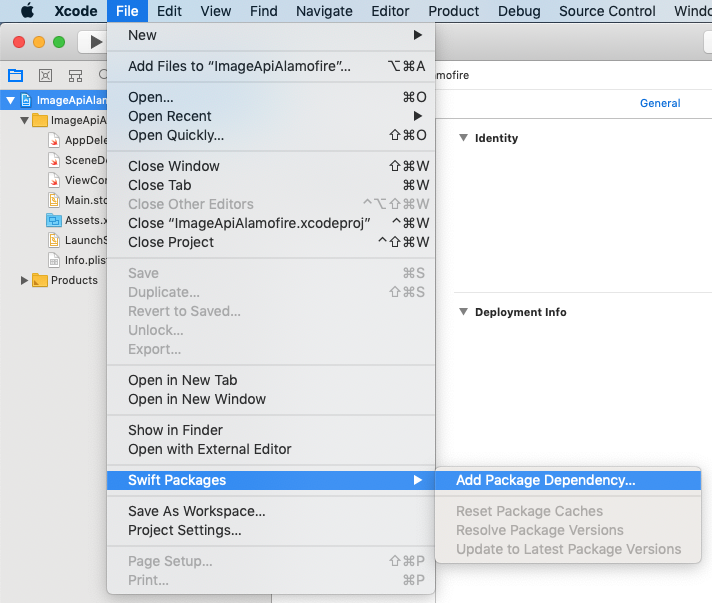 Xcode File Edit View Find Navigate Editor Product Debug Source Control Windo
New
Add Files to “ImageApiAlamofire”... ⌥⌘A
Open... ⌘O
Open Recent
Open Quickly... ⇧⌘O
Close Window ⇧⌘W
Close Tab ⌘W
Close Other Editors ^⌥⇧⌘W
Close “ImageApiAlamofire.xcodeproj” ^⌘W
Close Project ^⇧⌘W
Save ⌘S
Duplicate... ⇧⌘S
Revert to Saved...
Unlock...
Export...
Open in New Tab
Open in New Window
Show in Finder
Open with External Editor
Swift Packages
Save As Workspace...
Project Settings...
Page Setup... ⇧⌘P
Print... ⌘P
Add Package Dependency...
Reset Package Caches
Resolve Package Versions
Update to Latest Package Versions
ImageApiAlam
ImageApiA
AppDele
SceneDe
ViewCon
Main.sto
Assets.x
LaunchS
Info.plis
Products
mofire
General
Identity
Deployment Info